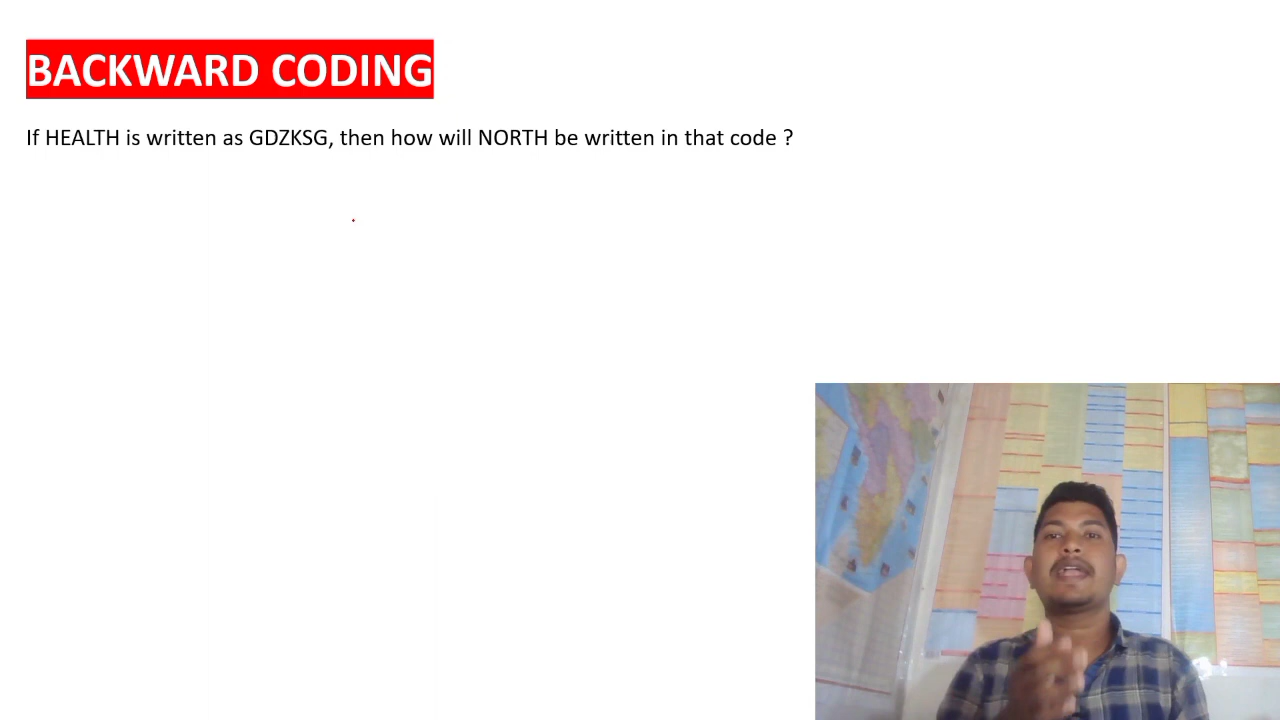 BACKWARD CODING
If HEALTH is written as GDZKSG, then how will NORTH be written in that code ?